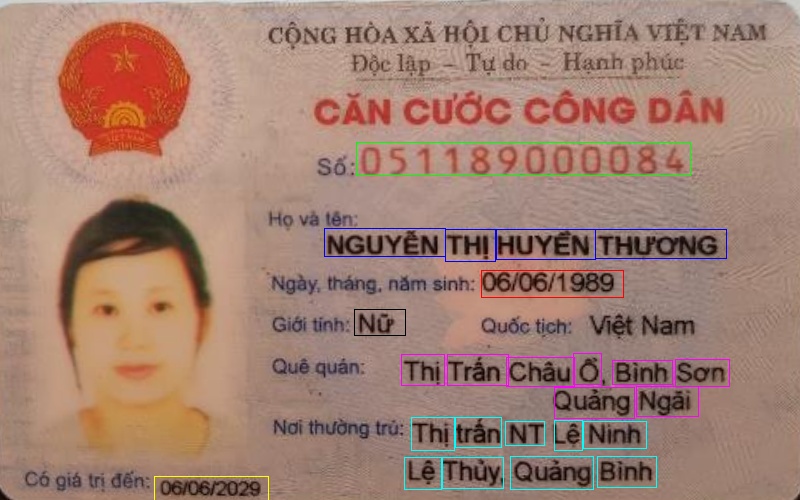 CỘNG HÒA XÃ HỘI CHỦ NGHĨA VIỆT NAM
Độc lập - Tự do - Hạnh phúc
CĂN CƯỚC CÔNG DÂN
Số: 051189000084
Họ và tên:
NGUYỄN THỊ HUYỀN THƯƠNG
Ngày, tháng, năm sinh: 06/06/1989
Giới tính: Nữ Quốc tịch: Việt Nam
Quê quán: Thị Trấn Châu Ổ, Bình Sơn
Quảng Ngãi
Nơi thường trú: Thị trấn NT Lệ Ninh
Lệ Thủy, Quảng Bình
Có giá trị đến: 06/06/2029